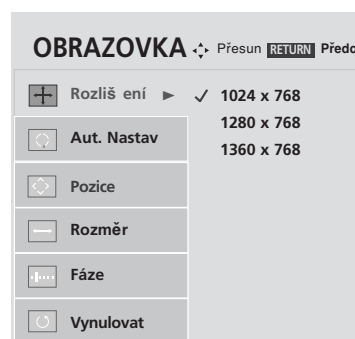 OBRAZOVKA Přesun RETURN Předc
Rozliš ení ► ✓ 1024 x 768
1280 x 768
Aut. Nastav
1360 x 768
Pozice
Rozměr
Fáze
Vynulovat